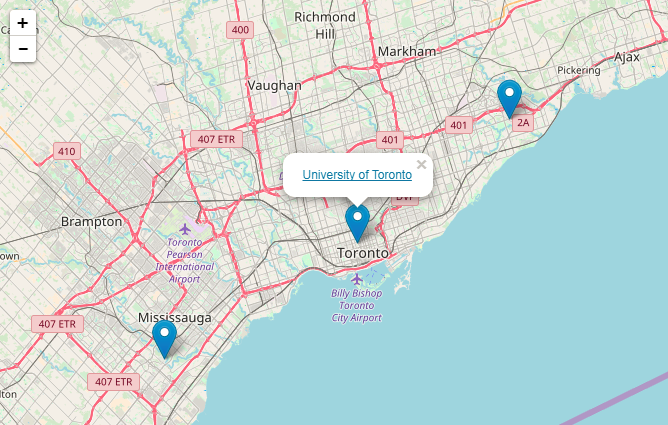 +
−
400
Richmond
Hill
Markham
Ajax
Pickering
Vaughan
2A
401
407 ETR
401
410
University of Toronto
×
Brampton
Toronto
Pearson
International
Airport
Toronto
Billy Bishop
Toronto
City Airport
Mississauga
407 ETR
407 ETR